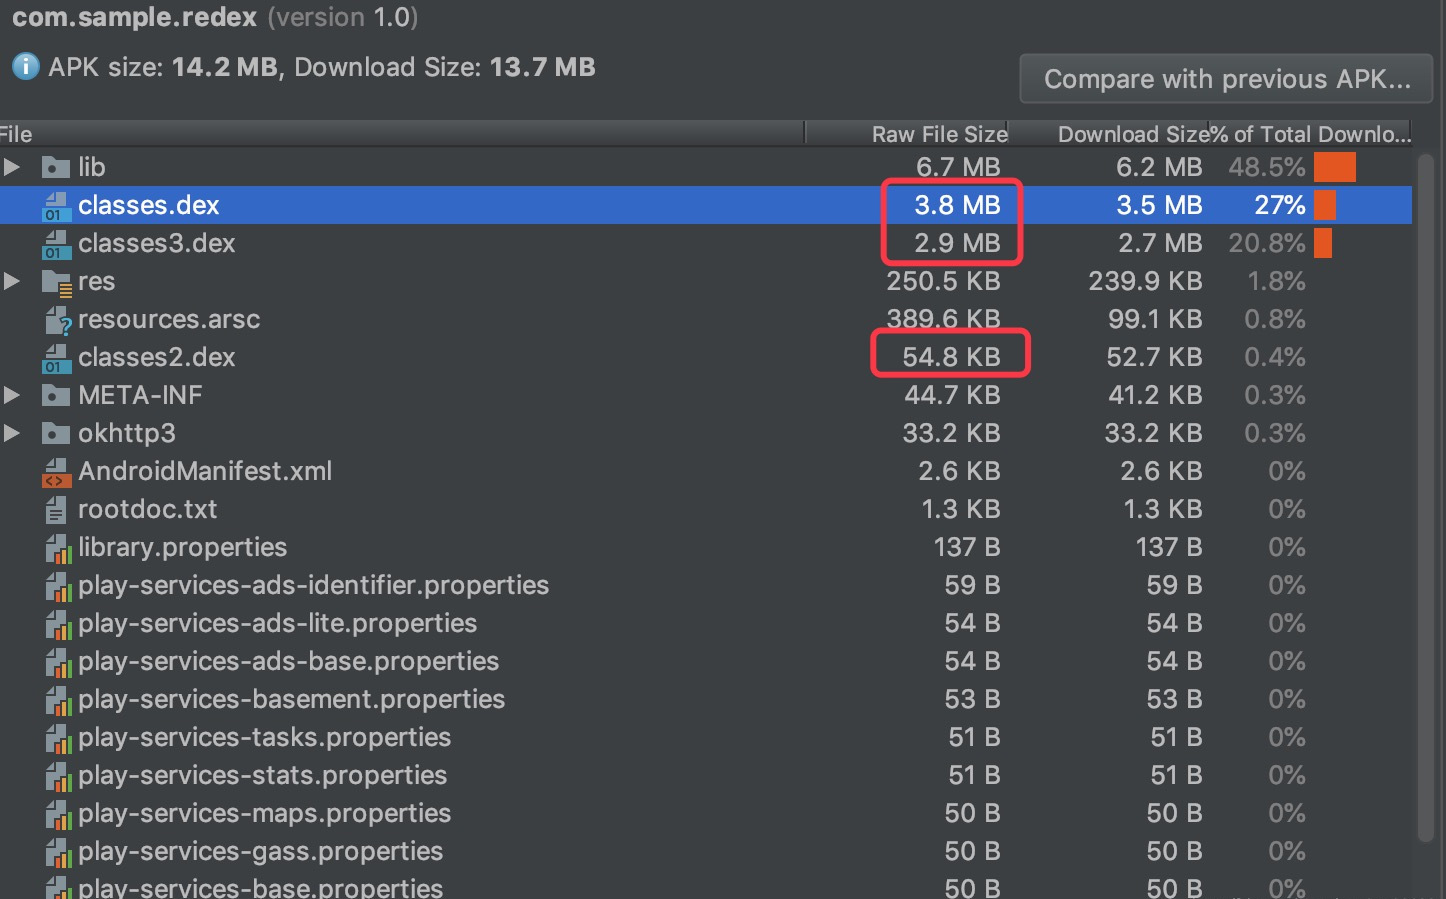 com.sample.redex (version 1.0)
APK size: 14.2 MB, Download Size: 13.7 MB
Compare with previous APK...
File Raw File Size Download Size % of Total Downlo...
lib 6.7 MB 6.2 MB 48.5%
classes.dex 3.8 MB 3.5 MB 27%
classes3.dex 2.9 MB 2.7 MB 20.8%
res 250.5 KB 239.9 KB 1.8%
resources.arsc 389.6 KB 99.1 KB 0.8%
classes2.dex 54.8 KB 52.7 KB 0.4%
META-INF 44.7 KB 41.2 KB 0.3%
okhttp3 33.2 KB 33.2 KB 0.3%
AndroidManifest.xml 2.6 KB 2.6 KB 0%
rootdoc.txt 1.3 KB 1.3 KB 0%
library.properties 137 B 137 B 0%
play-services-ads-identifier.properties 59 B 59 B 0%
play-services-ads-lite.properties 54 B 54 B 0%
play-services-ads-base.properties 54 B 54 B 0%
play-services-basement.properties 53 B 53 B 0%
play-services-tasks.properties 51 B 51 B 0%
play-services-stats.properties 51 B 51 B 0%
play-services-maps.properties 50 B 50 B 0%
play-services-gass.properties 50 B 50 B 0%
play-services-base.properties 50 B 50 B 0%